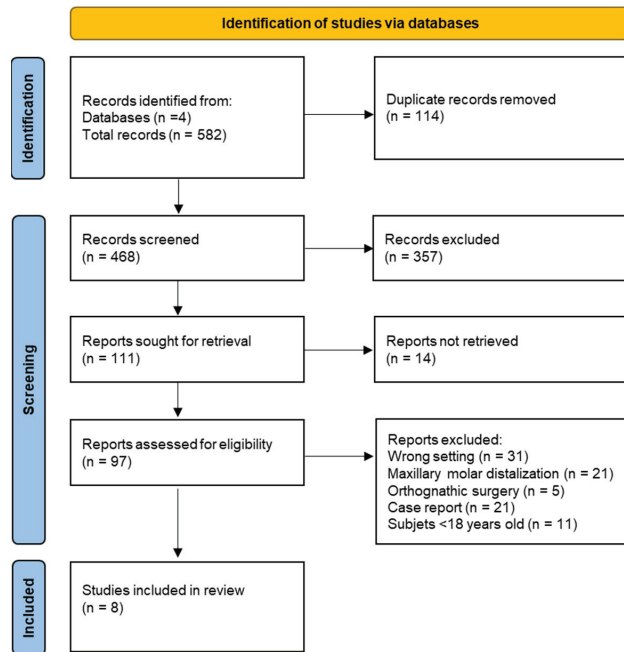 Identification of studies via databases
Identification
Records identified from:
Databases (n =4)
Total records (n = 582)
Duplicate records removed
(n = 114)
Screening
Records screened
(n = 468)
Records excluded
(n = 357)
Reports sought for retrieval
(n = 111)
Reports not retrieved
(n = 14)
Reports assessed for eligibility
(n = 97)
Reports excluded:
Wrong setting (n = 31)
Maxillary molar distalization (n = 21)
Orthognathic surgery (n = 5)
Case report (n = 21)
Subjets <18 years old (n = 11)
Included
Studies included in review
(n = 8)